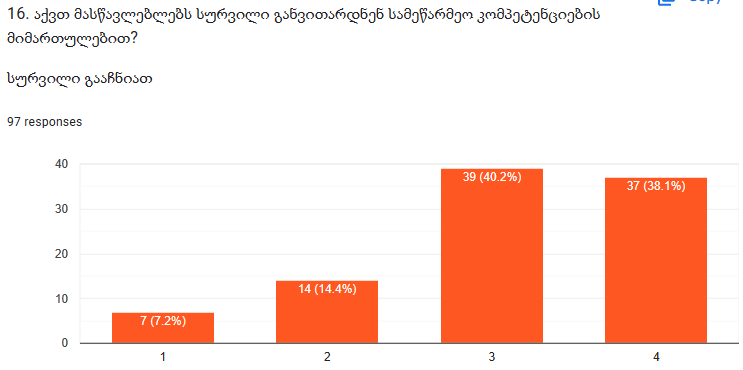 16. აქვთ მასწავლებლებს სურვილი განვითარდნენ სამეწარმეო კომპეტენციების
მიმართულებით?
სურვილი გააჩნიათ
97 responses
40
39 (40.2%)
37 (38.1%)
30
20
14 (14.4%)
10
7 (7.2%)
0
1 2 3 4